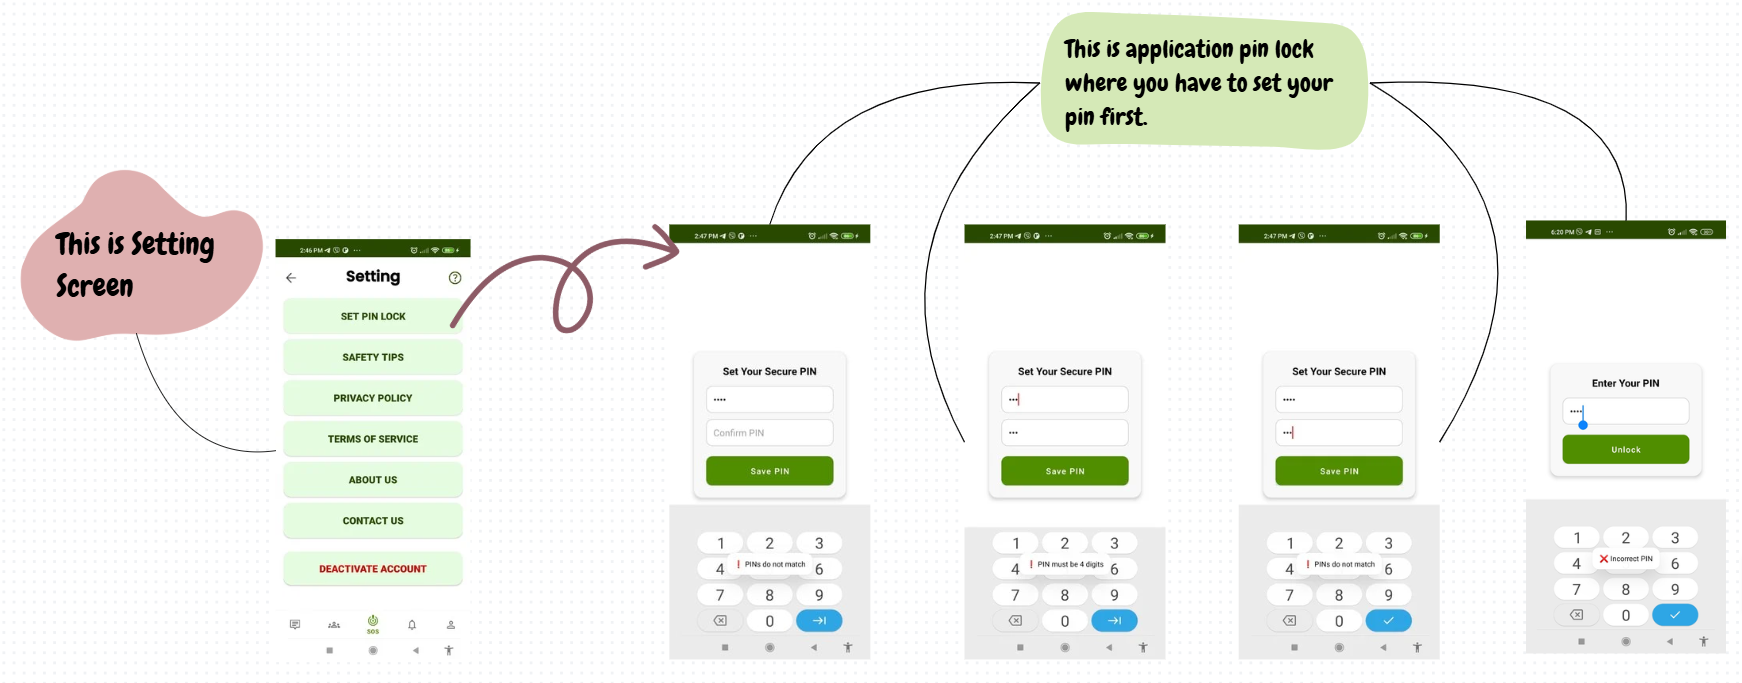 This is application pin lock
where you have to set your
pin first.
This is Setting
Screen
2:46 PM
Setting
SET PIN LOCK
SAFETY TIPS
PRIVACY POLICY
TERMS OF SERVICE
ABOUT US
CONTACT US
DEACTIVATE ACCOUNT
SOS
2:47 PM
Set Your Secure PIN
••••
Confirm PIN
Save PIN
1 2 3
4 ❗ PINs do not match 6
7 8 9
0
2:47 PM
Set Your Secure PIN
•••
•••
Save PIN
1 2 3
4 ❗ PIN must be 4 digits 6
7 8 9
0
2:47 PM
Set Your Secure PIN
••••
•••
Save PIN
1 2 3
4 ❗ PINs do not match 6
7 8 9
0
6:20 PM
Enter Your PIN
••••
Unlock
1 2 3
4 ❌ Incorrect PIN 6
7 8 9
0